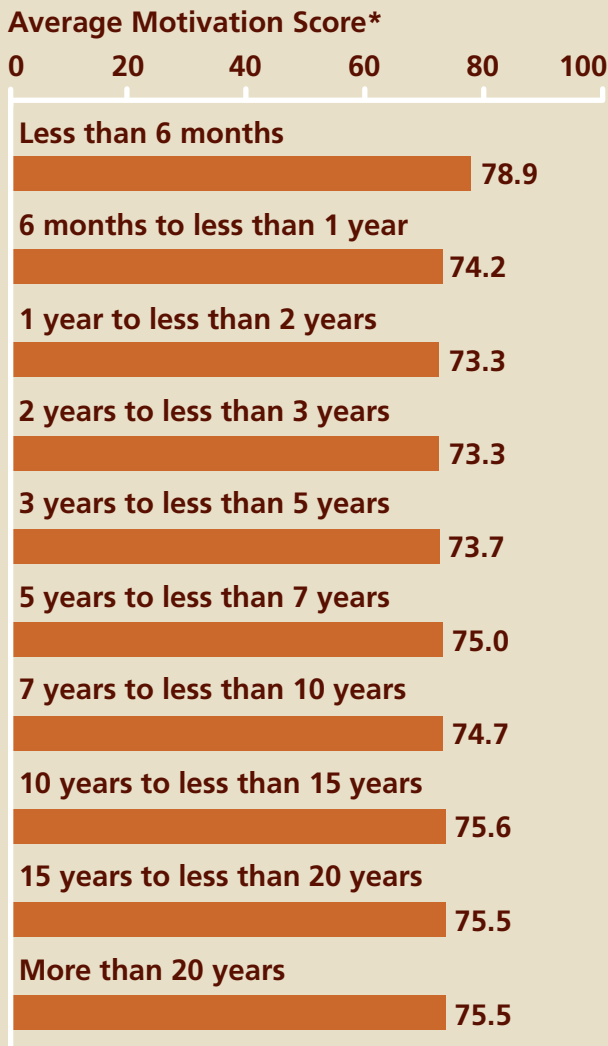 Average Motivation Score*
0 20 40 60 80 100
Less than 6 months
78.9
6 months to less than 1 year
74.2
1 year to less than 2 years
73.3
2 years to less than 3 years
73.3
3 years to less than 5 years
73.7
5 years to less than 7 years
75.0
7 years to less than 10 years
74.7
10 years to less than 15 years
75.6
15 years to less than 20 years
75.5
More than 20 years
75.5